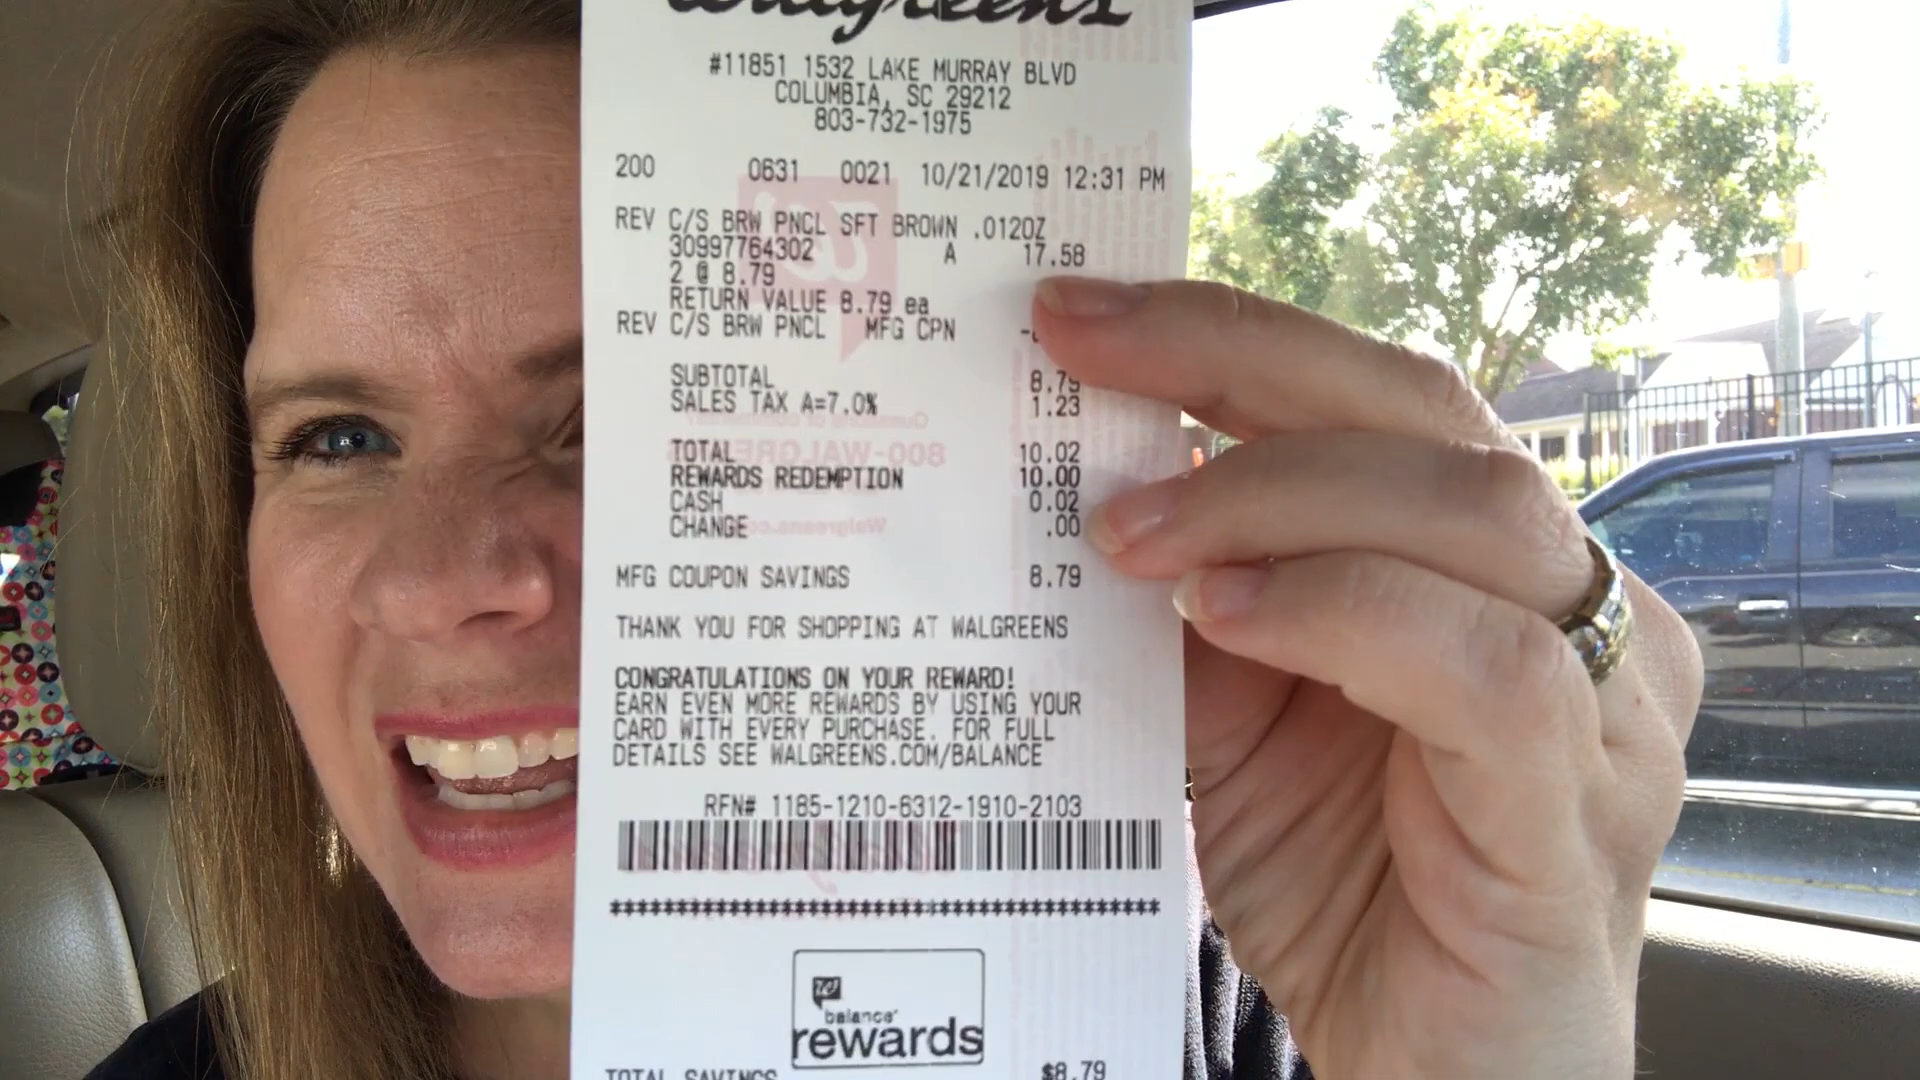 Walgreens
#11851 1532 LAKE MURRAY BLVD
COLUMBIA, SC 29212
803-732-1975
200 0631 0021 10/21/2019 12:31 PM
REV C/S BRW PNCL SFT BROWN .012OZ
30997764302 A 17.58
2 @ 8.79
RETURN VALUE 8.79 ea
REV C/S BRW PNCL MFG CPN
SUBTOTAL 8.79
SALES TAX A=7.0% 1.23
TOTAL 10.02
REWARDS REDEMPTION 10.00
CASH 0.02
CHANGE .00
MFG COUPON SAVINGS 8.79
THANK YOU FOR SHOPPING AT WALGREENS
CONGRATULATIONS ON YOUR REWARD!
EARN EVEN MORE REWARDS BY USING YOUR
CARD WITH EVERY PURCHASE. FOR FULL
DETAILS SEE WALGREENS.COM/BALANCE
RFN# 1185-1210-6312-1910-2103
****************************************
balance
rewards
TOTAL SAVINGS $8.79